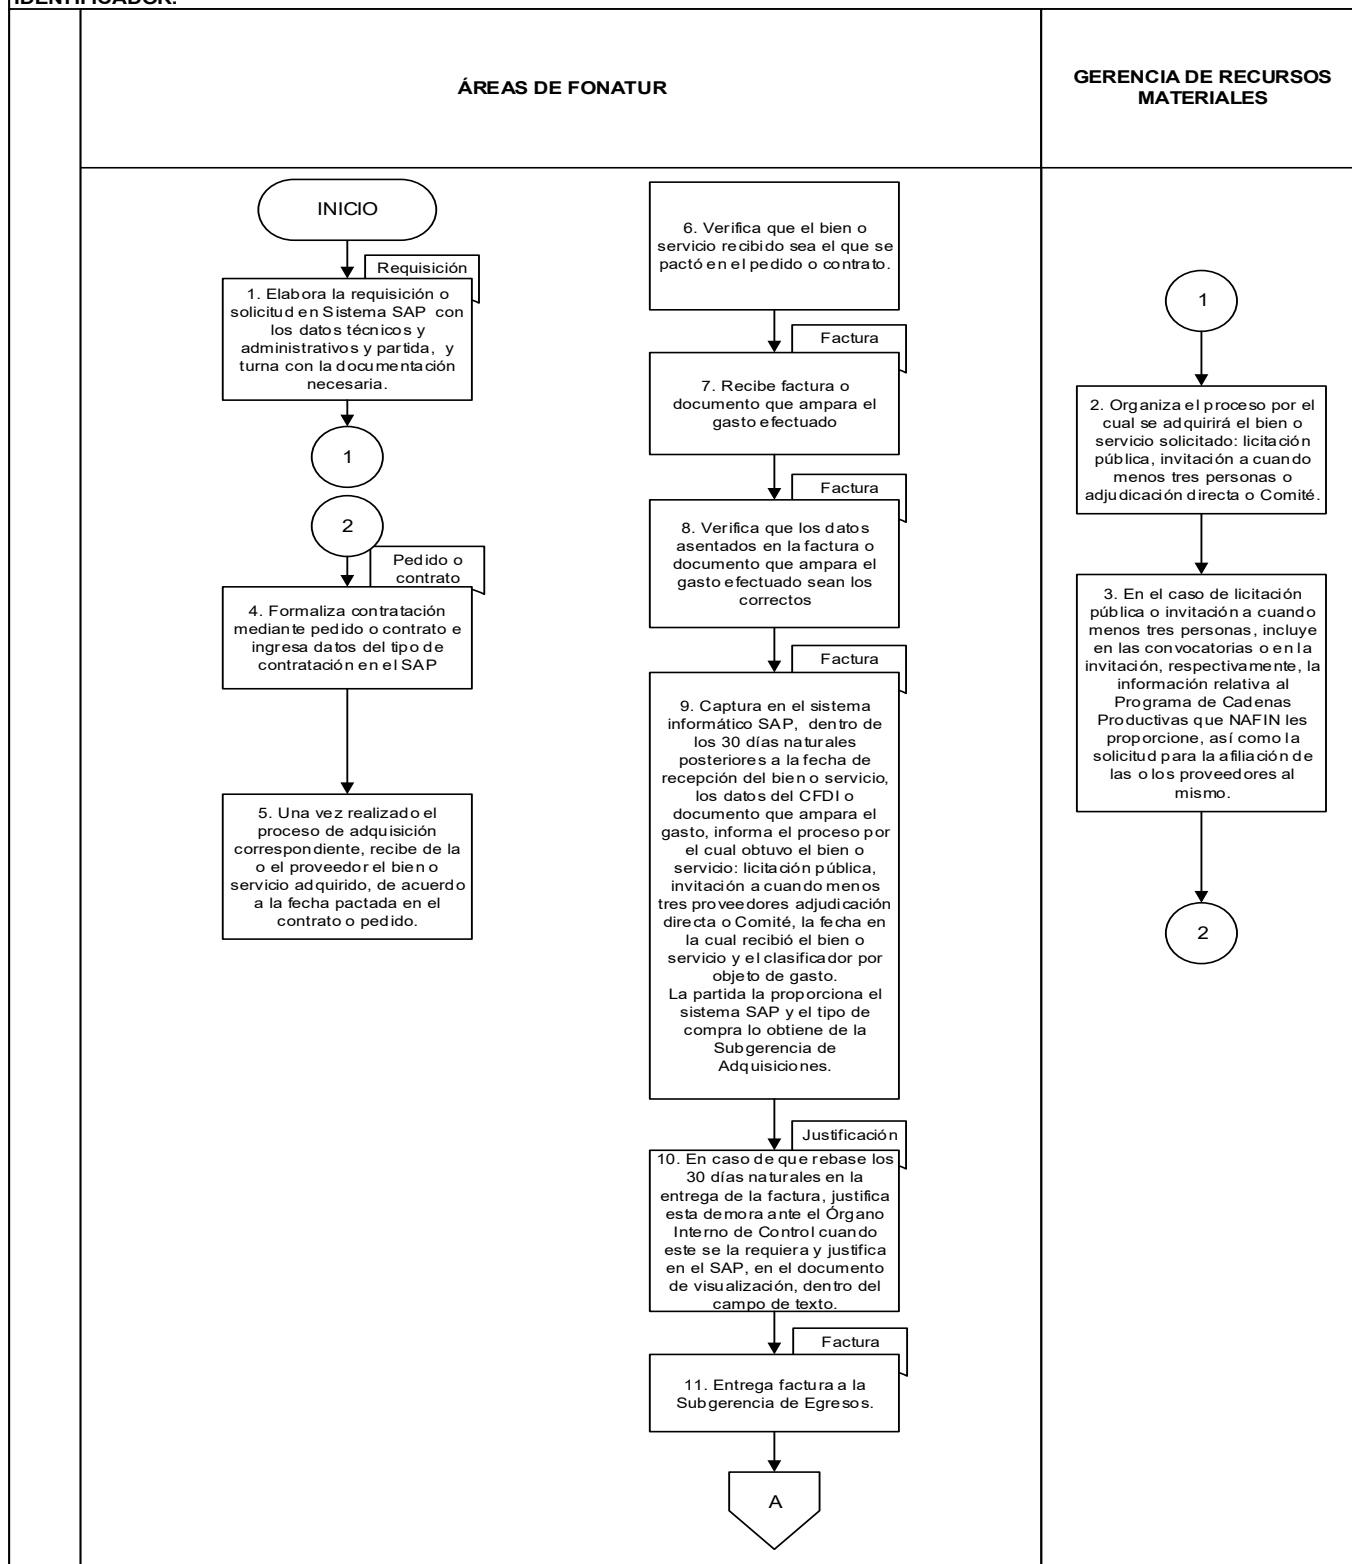 IDENTIFICADOR:
ÁREAS DE FONATUR
GERENCIA DE RECURSOS
MATERIALES
INICIO
Requisición
1. Elabora la requisición o
solicitud en Sistema SAP con
los datos técnicos y
administrativos y partida, y
turna con la documentación
necesaria.
1
2
Pedido o
contrato
4. Formaliza contratación
mediante pedido o contrato e
ingresa datos del tipo de
contratación en el SAP
5. Una vez realizado el
proceso de adquisición
correspondiente, recibe de la
o el proveedor el bien o
servicio adquirido, de acuerdo
a la fecha pactada en el
contrato o pedido.
6. Verifica que el bien o
servicio recibido sea el que se
pactó en el pedido o contrato.
Factura
7. Recibe factura o
documento que ampara el
gasto efectuado
Factura
8. Verifica que los datos
asentados en la factura o
documento que ampara el
gasto efectuado sean los
correctos
Factura
9. Captura en el sistema
informático SAP, dentro de
los 30 días naturales
posteriores a la fecha de
recepción del bien o servicio,
los datos del CFDI o
documento que ampara el
gasto, informa el proceso por
el cual obtuvo el bien o
servicio: licitación pública,
invitación a cuando menos
tres proveedores adjudicación
directa o Comité, la fecha en
la cual recibió el bien o
servicio y el clasificador por
objeto de gasto.
La partida la proporciona el
sistema SAP y el tipo de
compra lo obtiene de la
Subgerencia de
Adquisiciones.
Justificación
10. En caso de que rebase los
30 días naturales en la
entrega de la factura, justifica
esta demora ante el Órgano
Interno de Control cuando
este se la requiera y justifica
en el SAP, en el documento
de visualización, dentro del
campo de texto.
Factura
11. Entrega factura a la
Subgerencia de Egresos.
A
1
2. Organiza el proceso por el
cual se adquirirá el bien o
servicio solicitado: licitación
pública, invitación a cuando
menos tres personas o
adjudicación directa o Comité.
3. En el caso de licitación
pública o invitación a cuando
menos tres personas, incluye
en las convocatorias o en la
invitación, respectivamente, la
información relativa al
Programa de Cadenas
Productivas que NAFIN les
proporcione, así como la
solicitud para la afiliación de
las o los proveedores al
mismo.
2